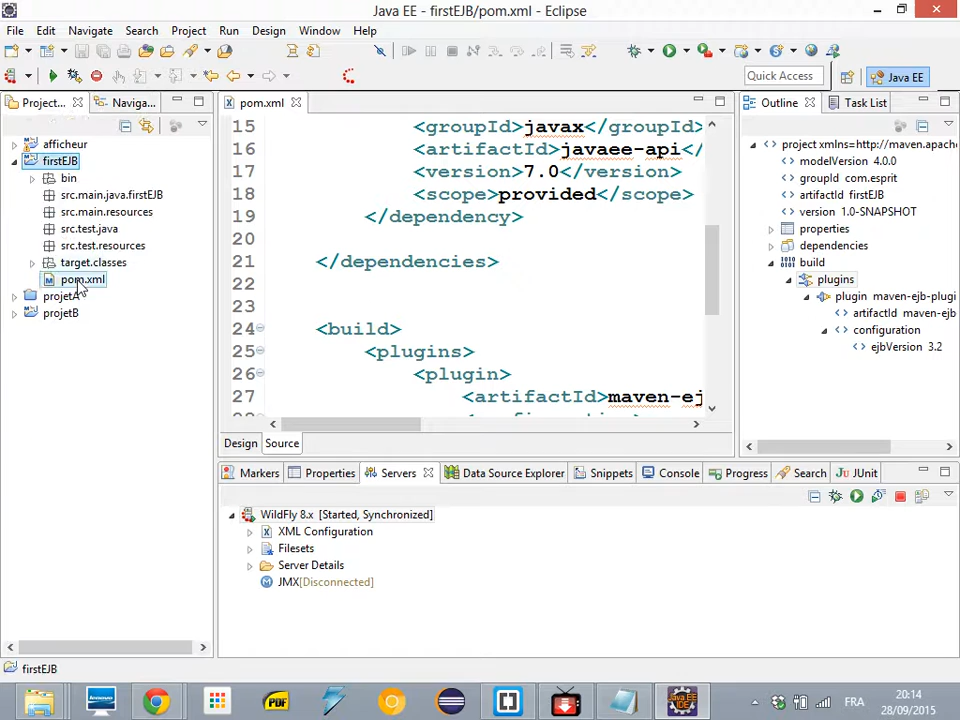 Java EE - firstEJB/pom.xml - Eclipse
File Edit Navigate Search Project Run Design Window Help
Quick Access Java EE
Project... Naviga...
afficheur
firstEJB
bin
src.main.java.firstEJB
src.main.resources
src.test.java
src.test.resources
target.classes
pom.xml
projetA
projetB
pom.xml
15 <groupId>javax</groupId>
16 <artifactId>javaee-api</
17 <version>7.0</version>
18 <scope>provided</scope>
19 </dependency>
20
21 </dependencies>
22
23
24 <build>
25 <plugins>
26 <plugin>
27 <artifactId>maven-ej
Design Source
Outline Task List
project xmlns=http://maven.apache
modelVersion 4.0.0
groupId com.esprit
artifactId firstEJB
version 1.0-SNAPSHOT
properties
dependencies
build
plugins
plugin maven-ejb-plugi
artifactId maven-ejb
configuration
ejbVersion 3.2
Markers Properties Servers Data Source Explorer Snippets Console Progress Search JUnit
WildFly 8.x [Started, Synchronized]
XML Configuration
Filesets
Server Details
JMX[Disconnected]
firstEJB
PDF
Java EE
IDE
FRA
20:14
28/09/2015